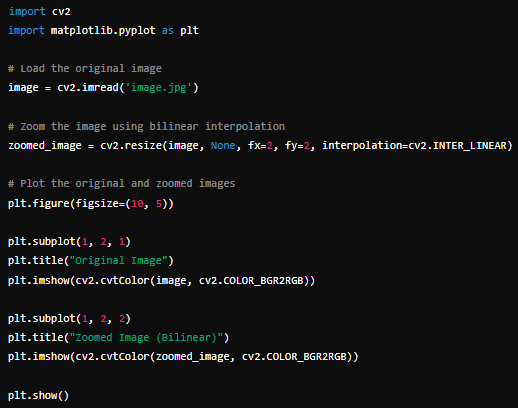 import cv2
import matplotlib.pyplot as plt

# Load the original image
image = cv2.imread('image.jpg')

# Zoom the image using bilinear interpolation
zoomed_image = cv2.resize(image, None, fx=2, fy=2, interpolation=cv2.INTER_LINEAR)

# Plot the original and zoomed images
plt.figure(figsize=(10, 5))

plt.subplot(1, 2, 1)
plt.title("Original Image")
plt.imshow(cv2.cvtColor(image, cv2.COLOR_BGR2RGB))

plt.subplot(1, 2, 2)
plt.title("Zoomed Image (Bilinear)")
plt.imshow(cv2.cvtColor(zoomed_image, cv2.COLOR_BGR2RGB))

plt.show()